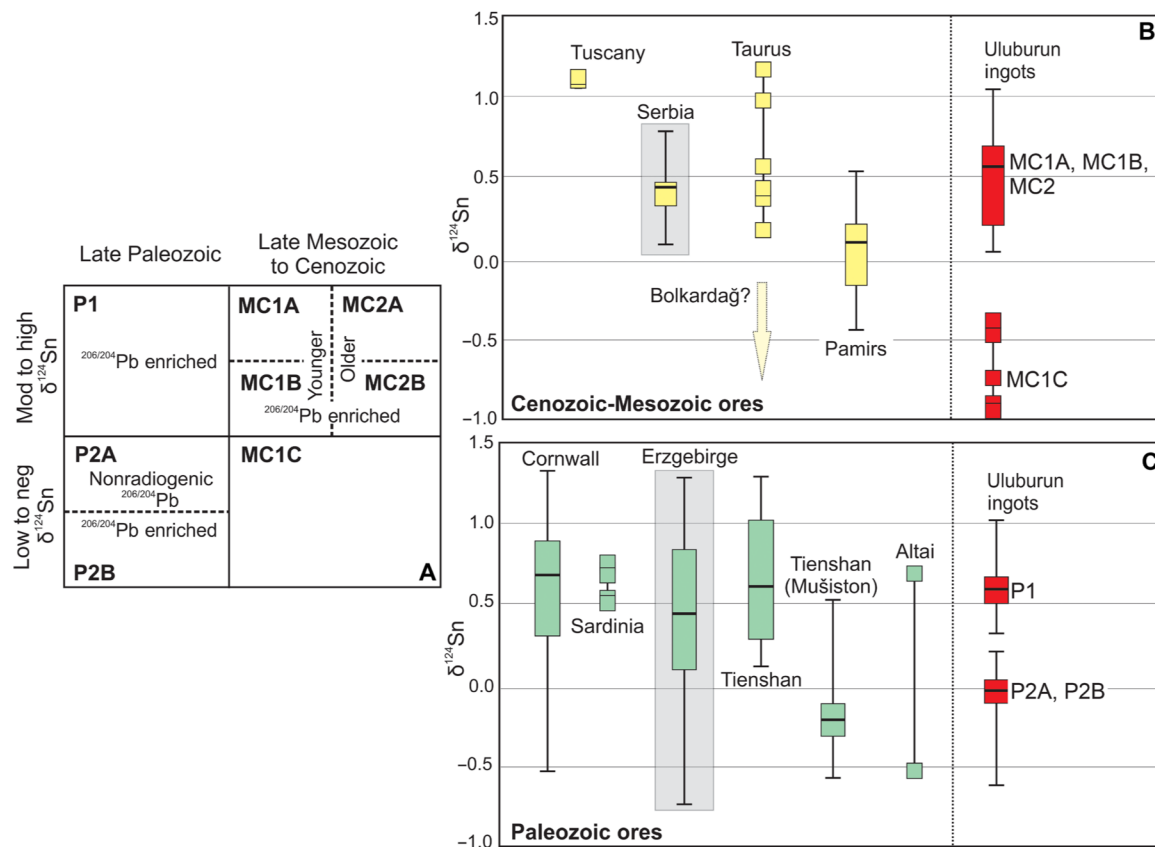 Late Paleozoic
Late Mesozoic
to Cenozoic
Mod to high
δ¹²⁴Sn
Low to neg
δ¹²⁴Sn
P1
²⁰⁶/²⁰⁴Pb enriched
MC1A
MC2A
MC1B
MC2B
Younger
Older
²⁰⁶/²⁰⁴Pb enriched
P2A
Nonradiogenic
²⁰⁶/²⁰⁴Pb
²⁰⁶/²⁰⁴Pb enriched
P2B
MC1C
A
B
1.5
1.0
0.5
0.0
−0.5
−1.0
δ¹²⁴Sn
Tuscany
Serbia
Taurus
Bolkardağ?
Pamirs
Uluburun
ingots
MC1A, MC1B,
MC2
MC1C
Cenozoic-Mesozoic ores
C
1.5
1.0
0.5
0.0
−0.5
−1.0
δ¹²⁴Sn
Cornwall
Sardinia
Erzgebirge
Tienshan
Tienshan
(Mušiston)
Altai
Uluburun
ingots
P1
P2A, P2B
Paleozoic ores